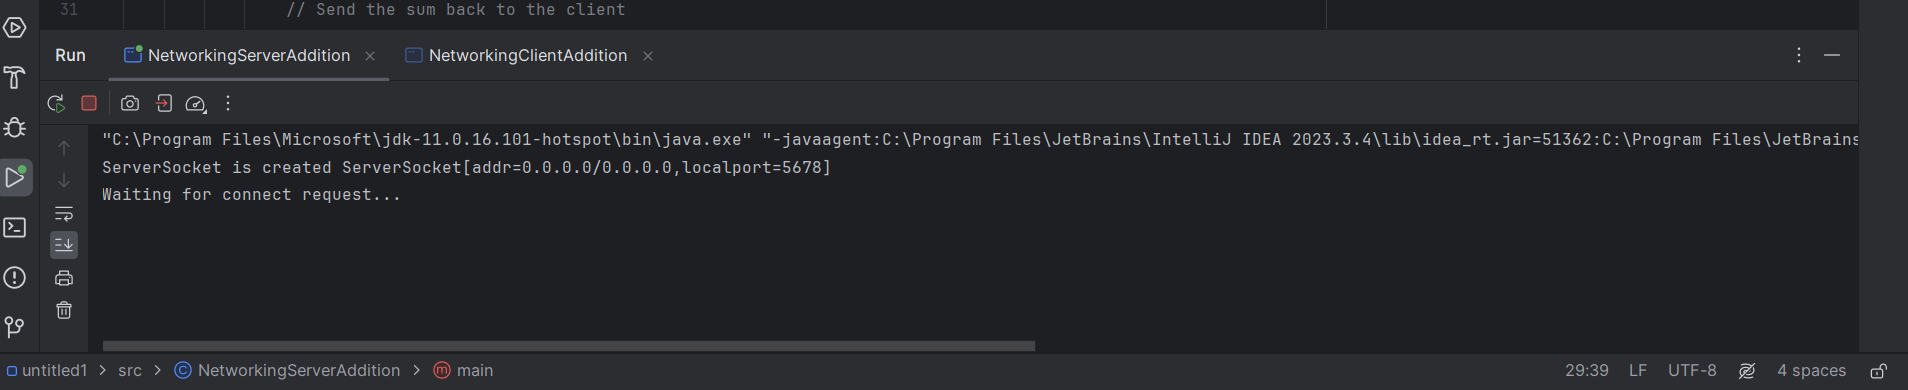 31 // Send the sum back to the client
Run NetworkingServerAddition NetworkingClientAddition
"C:\Program Files\Microsoft\jdk-11.0.16.101-hotspot\bin\java.exe" "-javaagent:C:\Program Files\JetBrains\IntelliJ IDEA 2023.3.4\lib\idea_rt.jar=51362:C:\Program Files\JetBrains
ServerSocket is created ServerSocket[addr=0.0.0.0/0.0.0.0,localport=5678]
Waiting for connect request...
untitled1 > src > NetworkingServerAddition > main 29:39 LF UTF-8 4 spaces